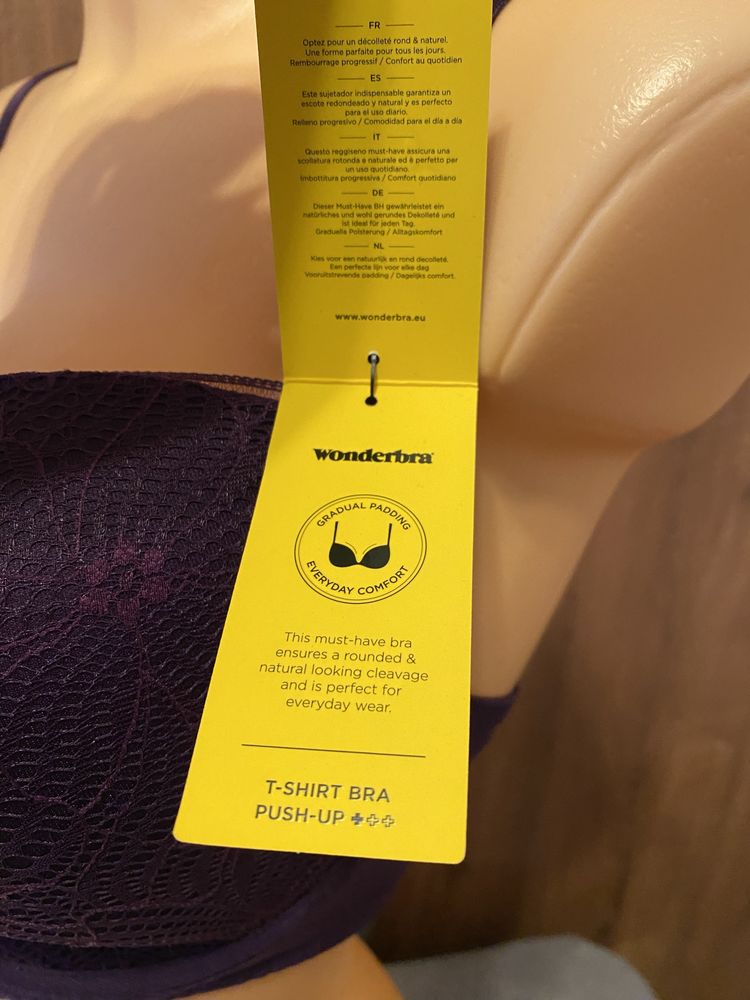 FR
Optez pour un décolleté rond & naturel.
Une forme parfaite pour tous les jours.
Rembourrage progressif / Confort au quotidien
ES
Este sujetador indispensable garantiza un
escote redondeado y natural y es perfecto
para el uso diario.
Relleno progresivo / Comodidad para el día a día
IT
Questo reggiseno must-have assicura una
scollatura rotonda e naturale ed è perfetto per
un uso quotidiano.
Imbottitura progressiva / Comfort quotidiano
DE
Dieser Must-Have BH gewährleistet ein
natürliches und wohl gerundes Dekolleté und
ist ideal für jeden Tag.
Graduelle Polsterung / Alltagskomfort
NL
Kies voor een natuurlijk en rond decolleté.
Een perfecte lijn voor elke dag
Vooruitstrevende padding / Dagelijks comfort.
www.wonderbra.eu
Wonderbra
GRADUAL PADDING
EVERYDAY COMFORT
This must-have bra
ensures a rounded &
natural looking cleavage
and is perfect for
everyday wear.
T-SHIRT BRA
PUSH-UP +++